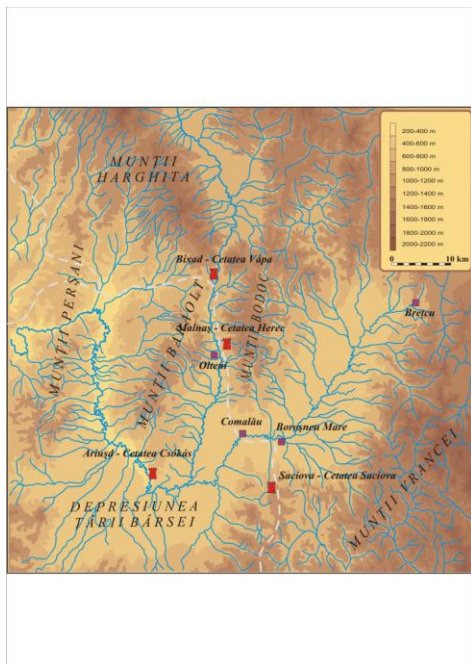 200-400 m
400-600 m
600-800 m
800-1000 m
1000-1200 m
1200-1400 m
1400-1600 m
1600-1800 m
1800-2000 m
2000-2200 m
0 10 km
MUNȚII
HARGHITA
MUNȚII PERȘANI
Bixad - Cetatea Vápa
MUNȚII BARAOLT
MUNȚII BODOC
Malnaș - Cetatea Herec
Olteni
Brețcu
Comalău
Boroșneu Mare
Ariușd - Cetatea Csókás
Saciova - Cetatea Saciova
DEPRESIUNEA
ȚĂRII BÂRSEI
MUNȚII VRANCEI